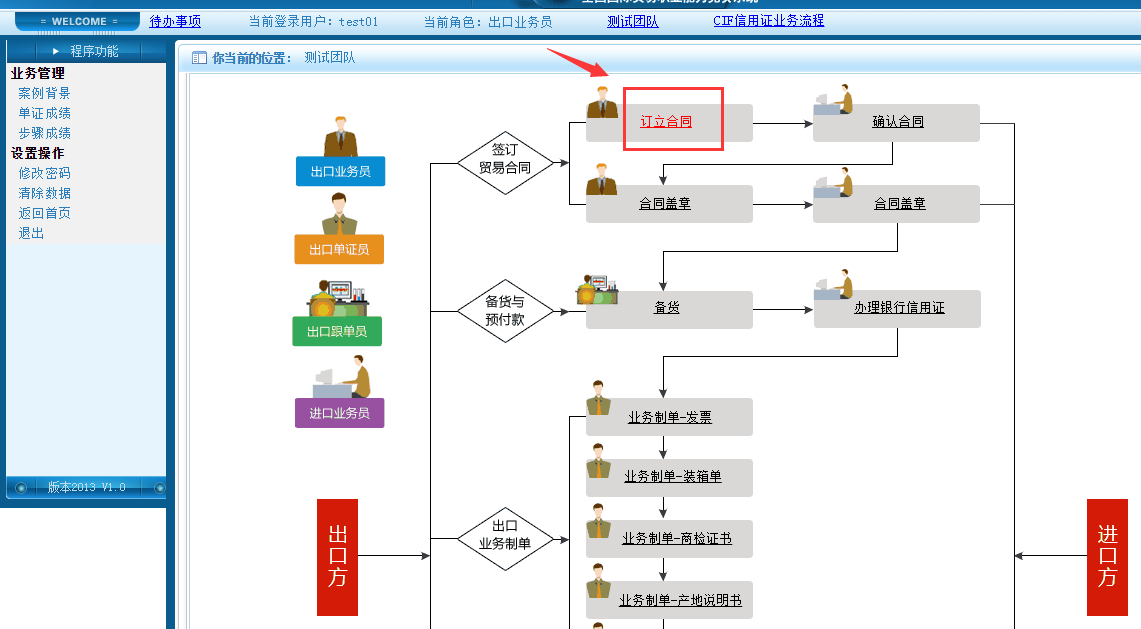 = WELCOME =
待办事项
当前登录用户：test01
当前角色：出口业务员
测试团队
CIF信用证业务流程
程序功能
你当前的位置：
测试团队
业务管理
案例背景
单证成绩
步骤成绩
设置操作
修改密码
清除数据
返回首页
退出
版本2013 V1.0
出口业务员
出口单证员
出口跟单员
进口业务员
签订
贸易合同
订立合同
确认合同
合同盖章
合同盖章
备货与
预付款
备货
办理银行信用证
业务制单-发票
业务制单-装箱单
出口
业务制单
业务制单-商检证书
业务制单-产地说明书
出口方
进口方